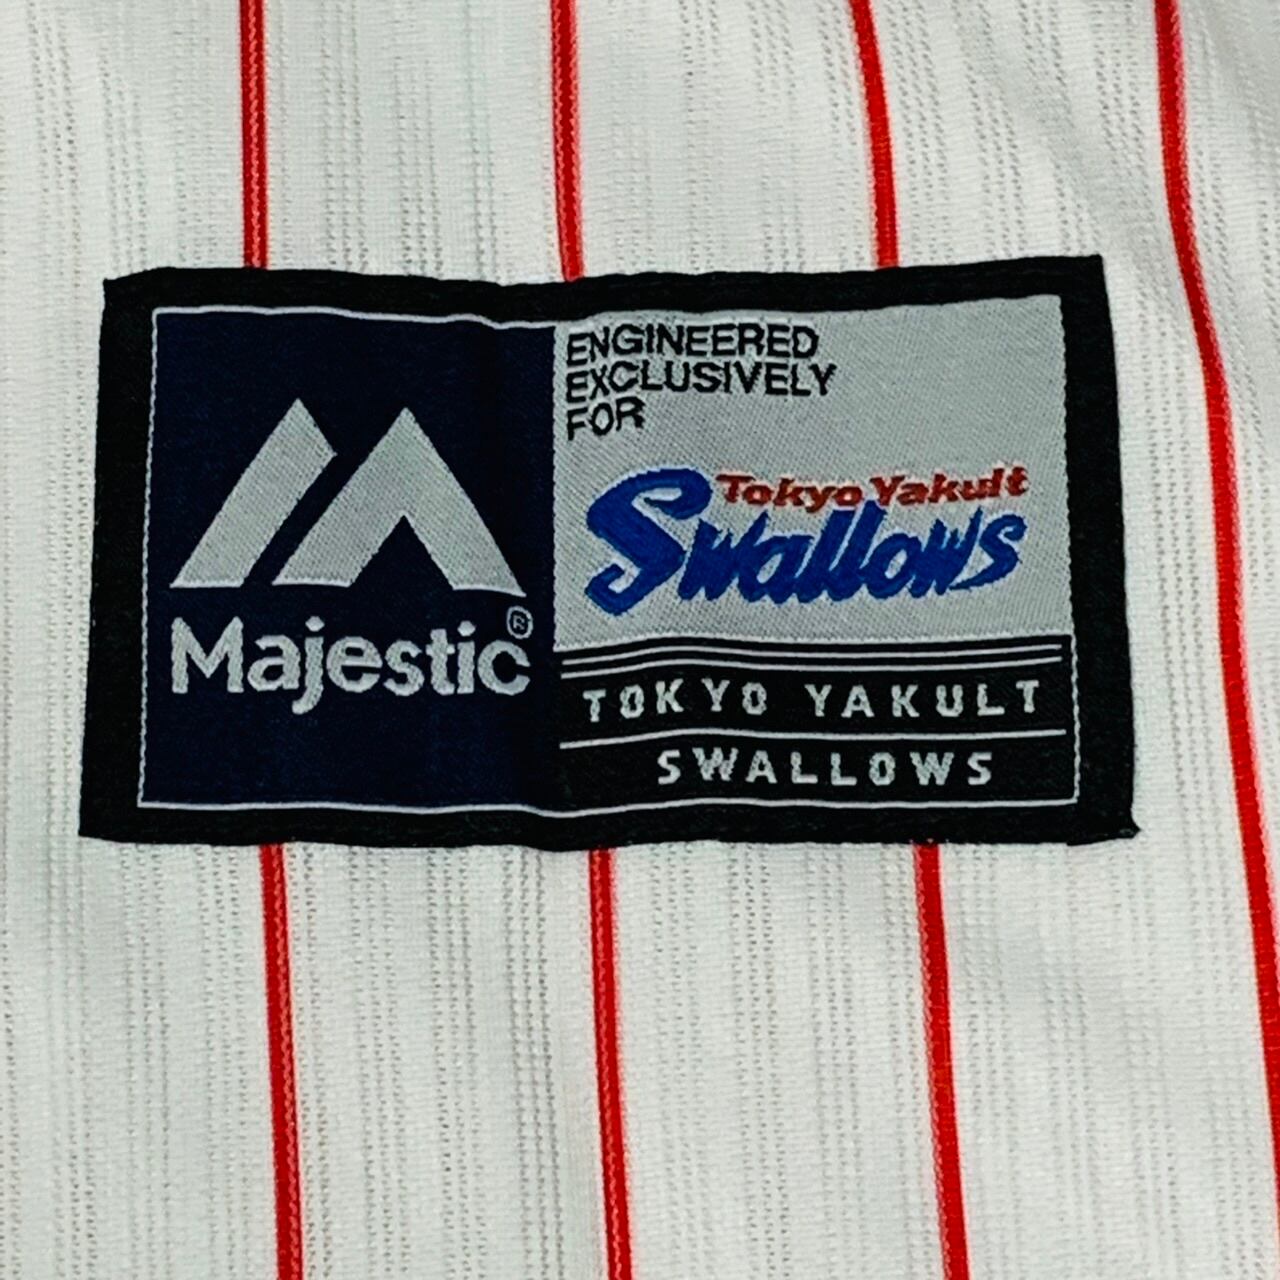 Majestic®
ENGINEERED
EXCLUSIVELY
FOR
Tokyo Yakult
Swallows
TOKYO YAKULT
SWALLOWS